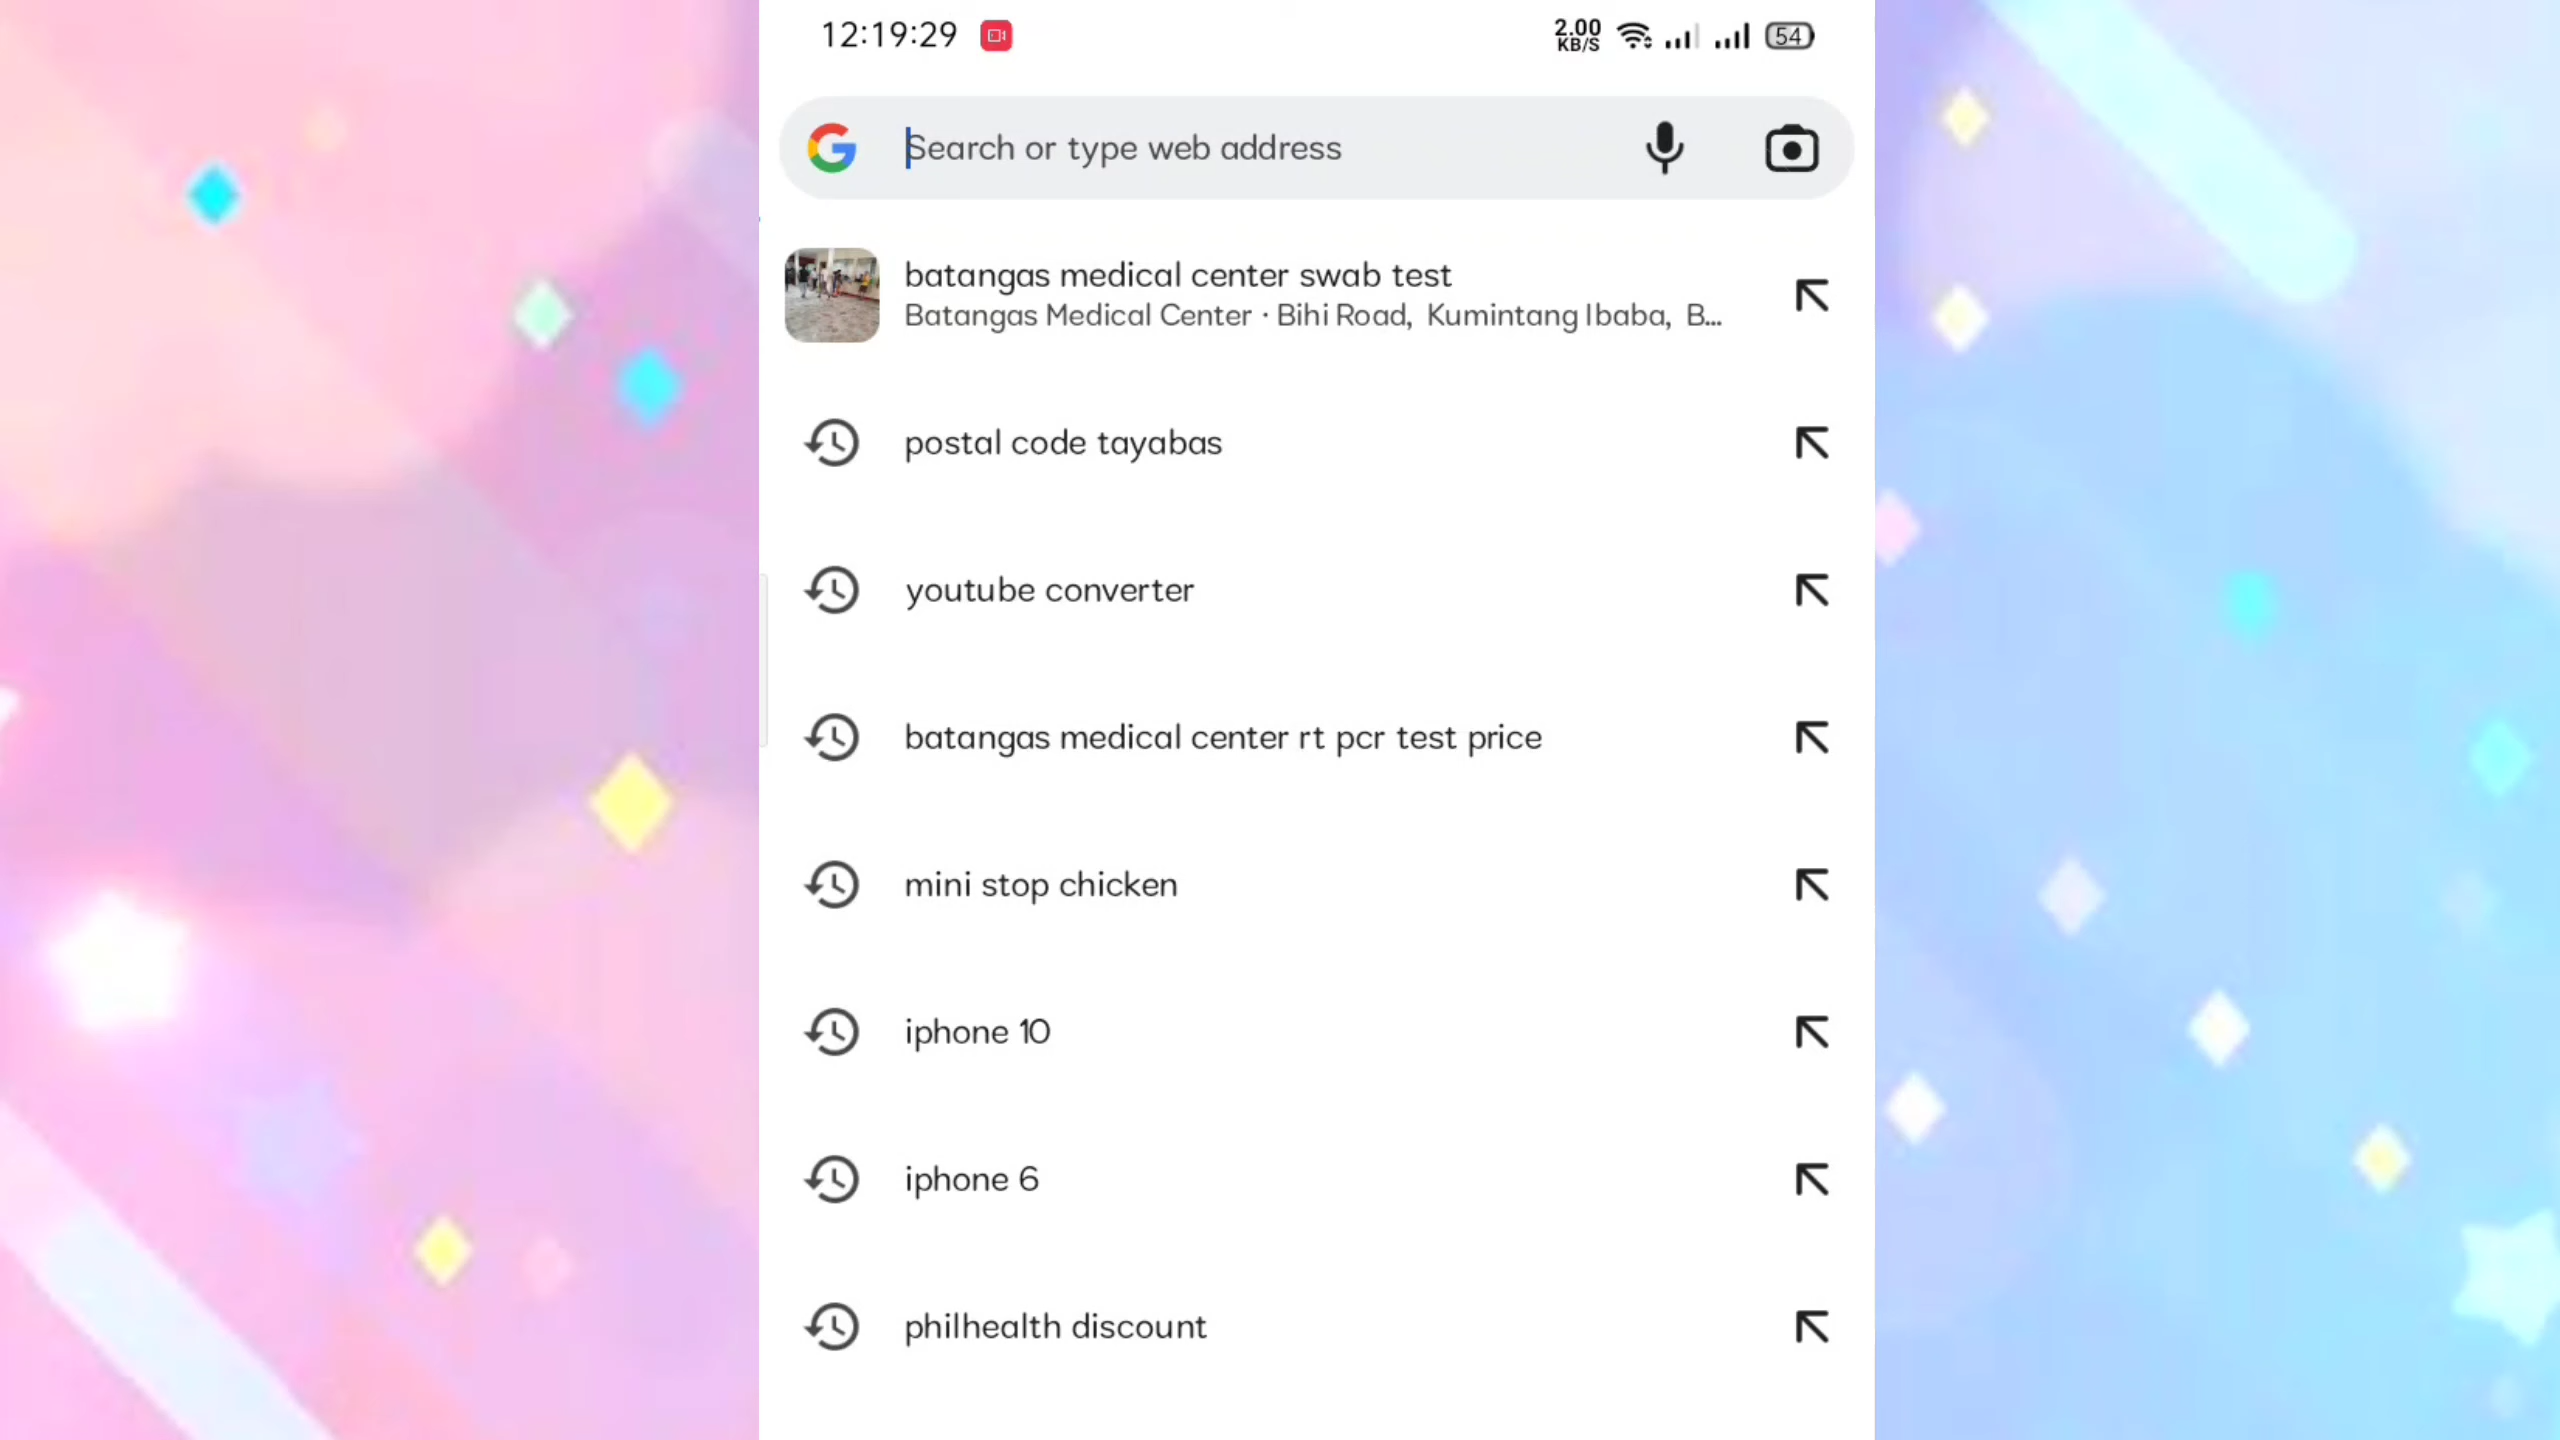 12:19:29
2.00
KB/S
54
Search or type web address
batangas medical center swab test
Batangas Medical Center · Bihi Road, Kumintang Ibaba, B...
postal code tayabas
youtube converter
batangas medical center rt pcr test price
mini stop chicken
iphone 10
iphone 6
philhealth discount